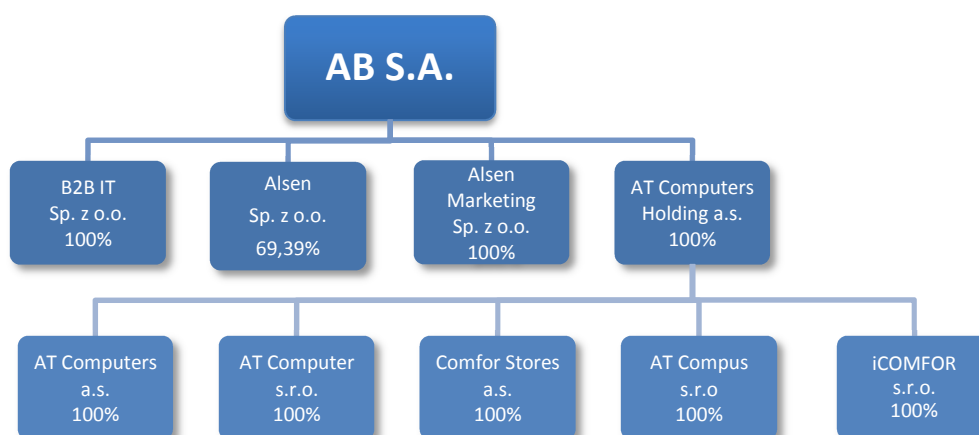 AB S.A.
B2B IT
Sp. z o.o.
100%
Alsen
Sp. z o.o.
69,39%
Alsen
Marketing
Sp. z o.o.
100%
AT Computers
Holding a.s.
100%
AT Computers
a.s.
100%
AT Computer
s.r.o.
100%
Comfor Stores
a.s.
100%
AT Compus
s.r.o
100%
iCOMFOR
s.r.o.
100%